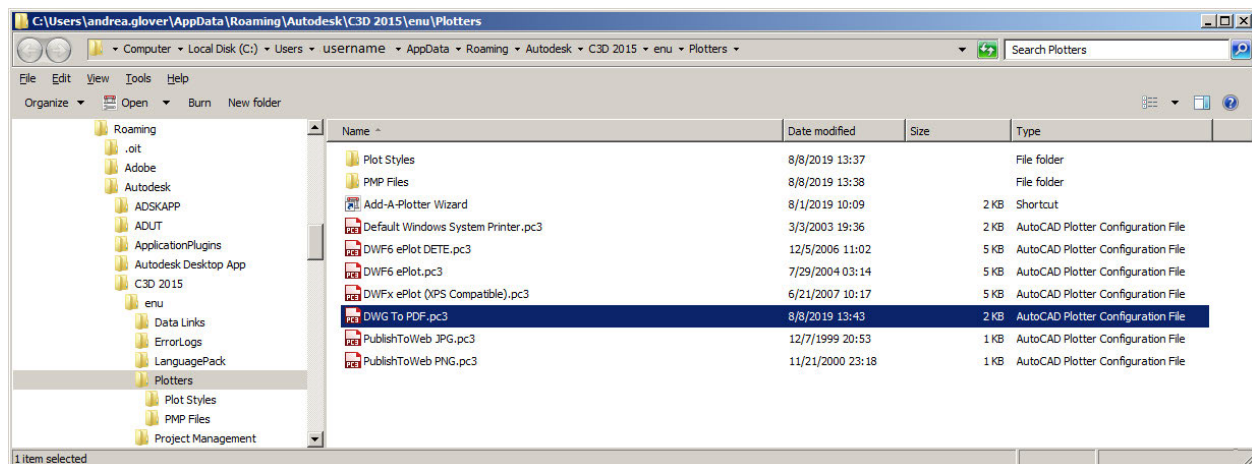 C:\Users\andrea.glover\AppData\Roaming\Autodesk\C3D 2015\enu\Plotters
Computer Local Disk (C:) Users username AppData Roaming Autodesk C3D 2015 enu Plotters Search Plotters
File Edit View Tools Help
Organize Open Burn New folder
Name Date modified Size Type
Roaming
.oit
Adobe
Autodesk
ADSKAPP
ADUT
ApplicationPlugins
Autodesk Desktop App
C3D 2015
enu
Data Links
ErrorLogs
LanguagePack
Plotters
Plot Styles
PMP Files
Project Management
Plot Styles 8/8/2019 13:37 File folder
PMP Files 8/8/2019 13:38 File folder
Add-A-Plotter Wizard 8/1/2019 10:09 2 KB Shortcut
Default Windows System Printer.pc3 3/3/2003 19:36 2 KB AutoCAD Plotter Configuration File
DWF6 ePlot DETE.pc3 12/5/2006 11:02 5 KB AutoCAD Plotter Configuration File
DWF6 ePlot.pc3 7/29/2004 03:14 5 KB AutoCAD Plotter Configuration File
DWFx ePlot (XPS Compatible).pc3 6/21/2007 10:17 5 KB AutoCAD Plotter Configuration File
DWG To PDF.pc3 8/8/2019 13:43 2 KB AutoCAD Plotter Configuration File
PublishToWeb JPG.pc3 12/7/1999 20:53 1 KB AutoCAD Plotter Configuration File
PublishToWeb PNG.pc3 11/21/2000 23:18 1 KB AutoCAD Plotter Configuration File
1 item selected